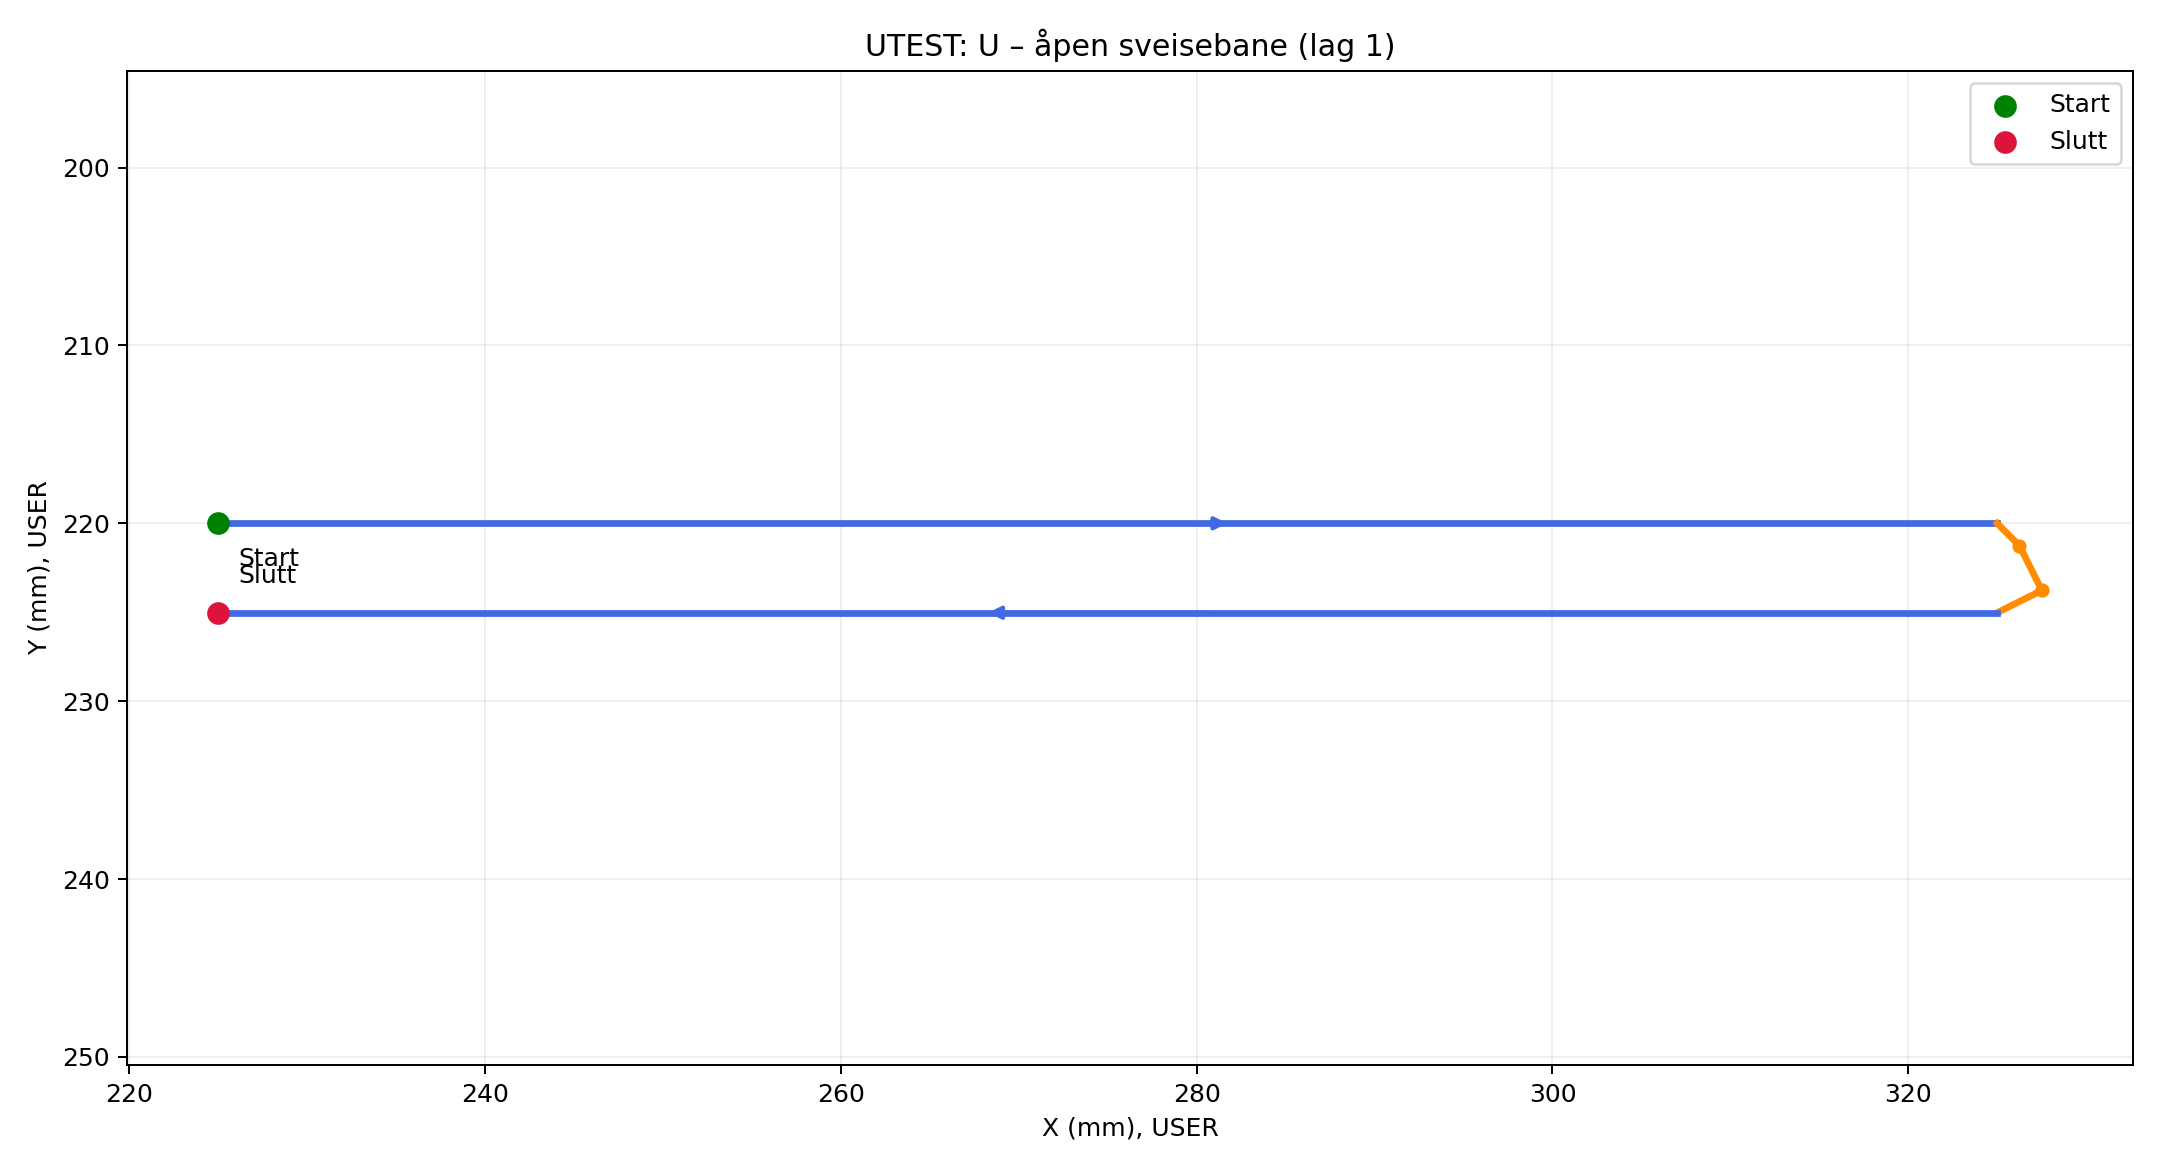 UTEST: U – åpen sveisebane (lag 1)
Start
Slutt
200
210
220
230
240
250
Y (mm), USER
Start
Slutt
220
240
260
280
300
320
X (mm), USER